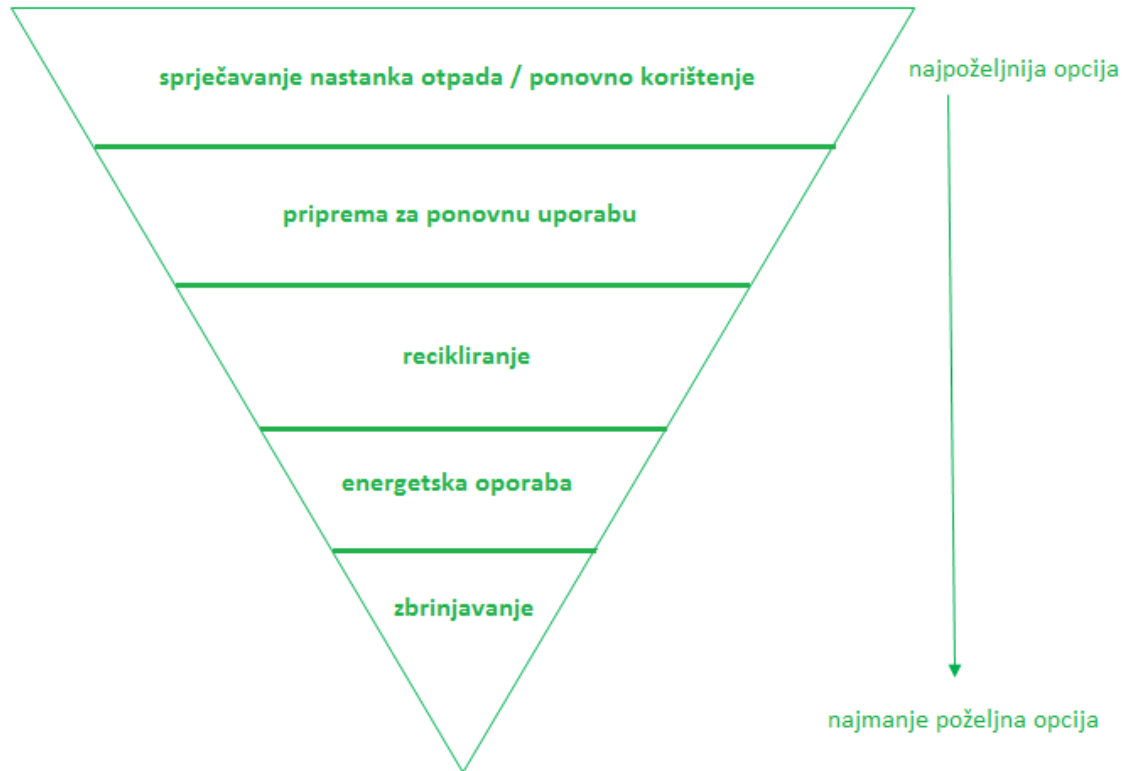 sprječavanje nastanka otpada / ponovno korištenje
najpoželjnija opcija
priprema za ponovnu uporabu
recikliranje
energetska oporaba
zbrinjavanje
najmanje poželjna opcija